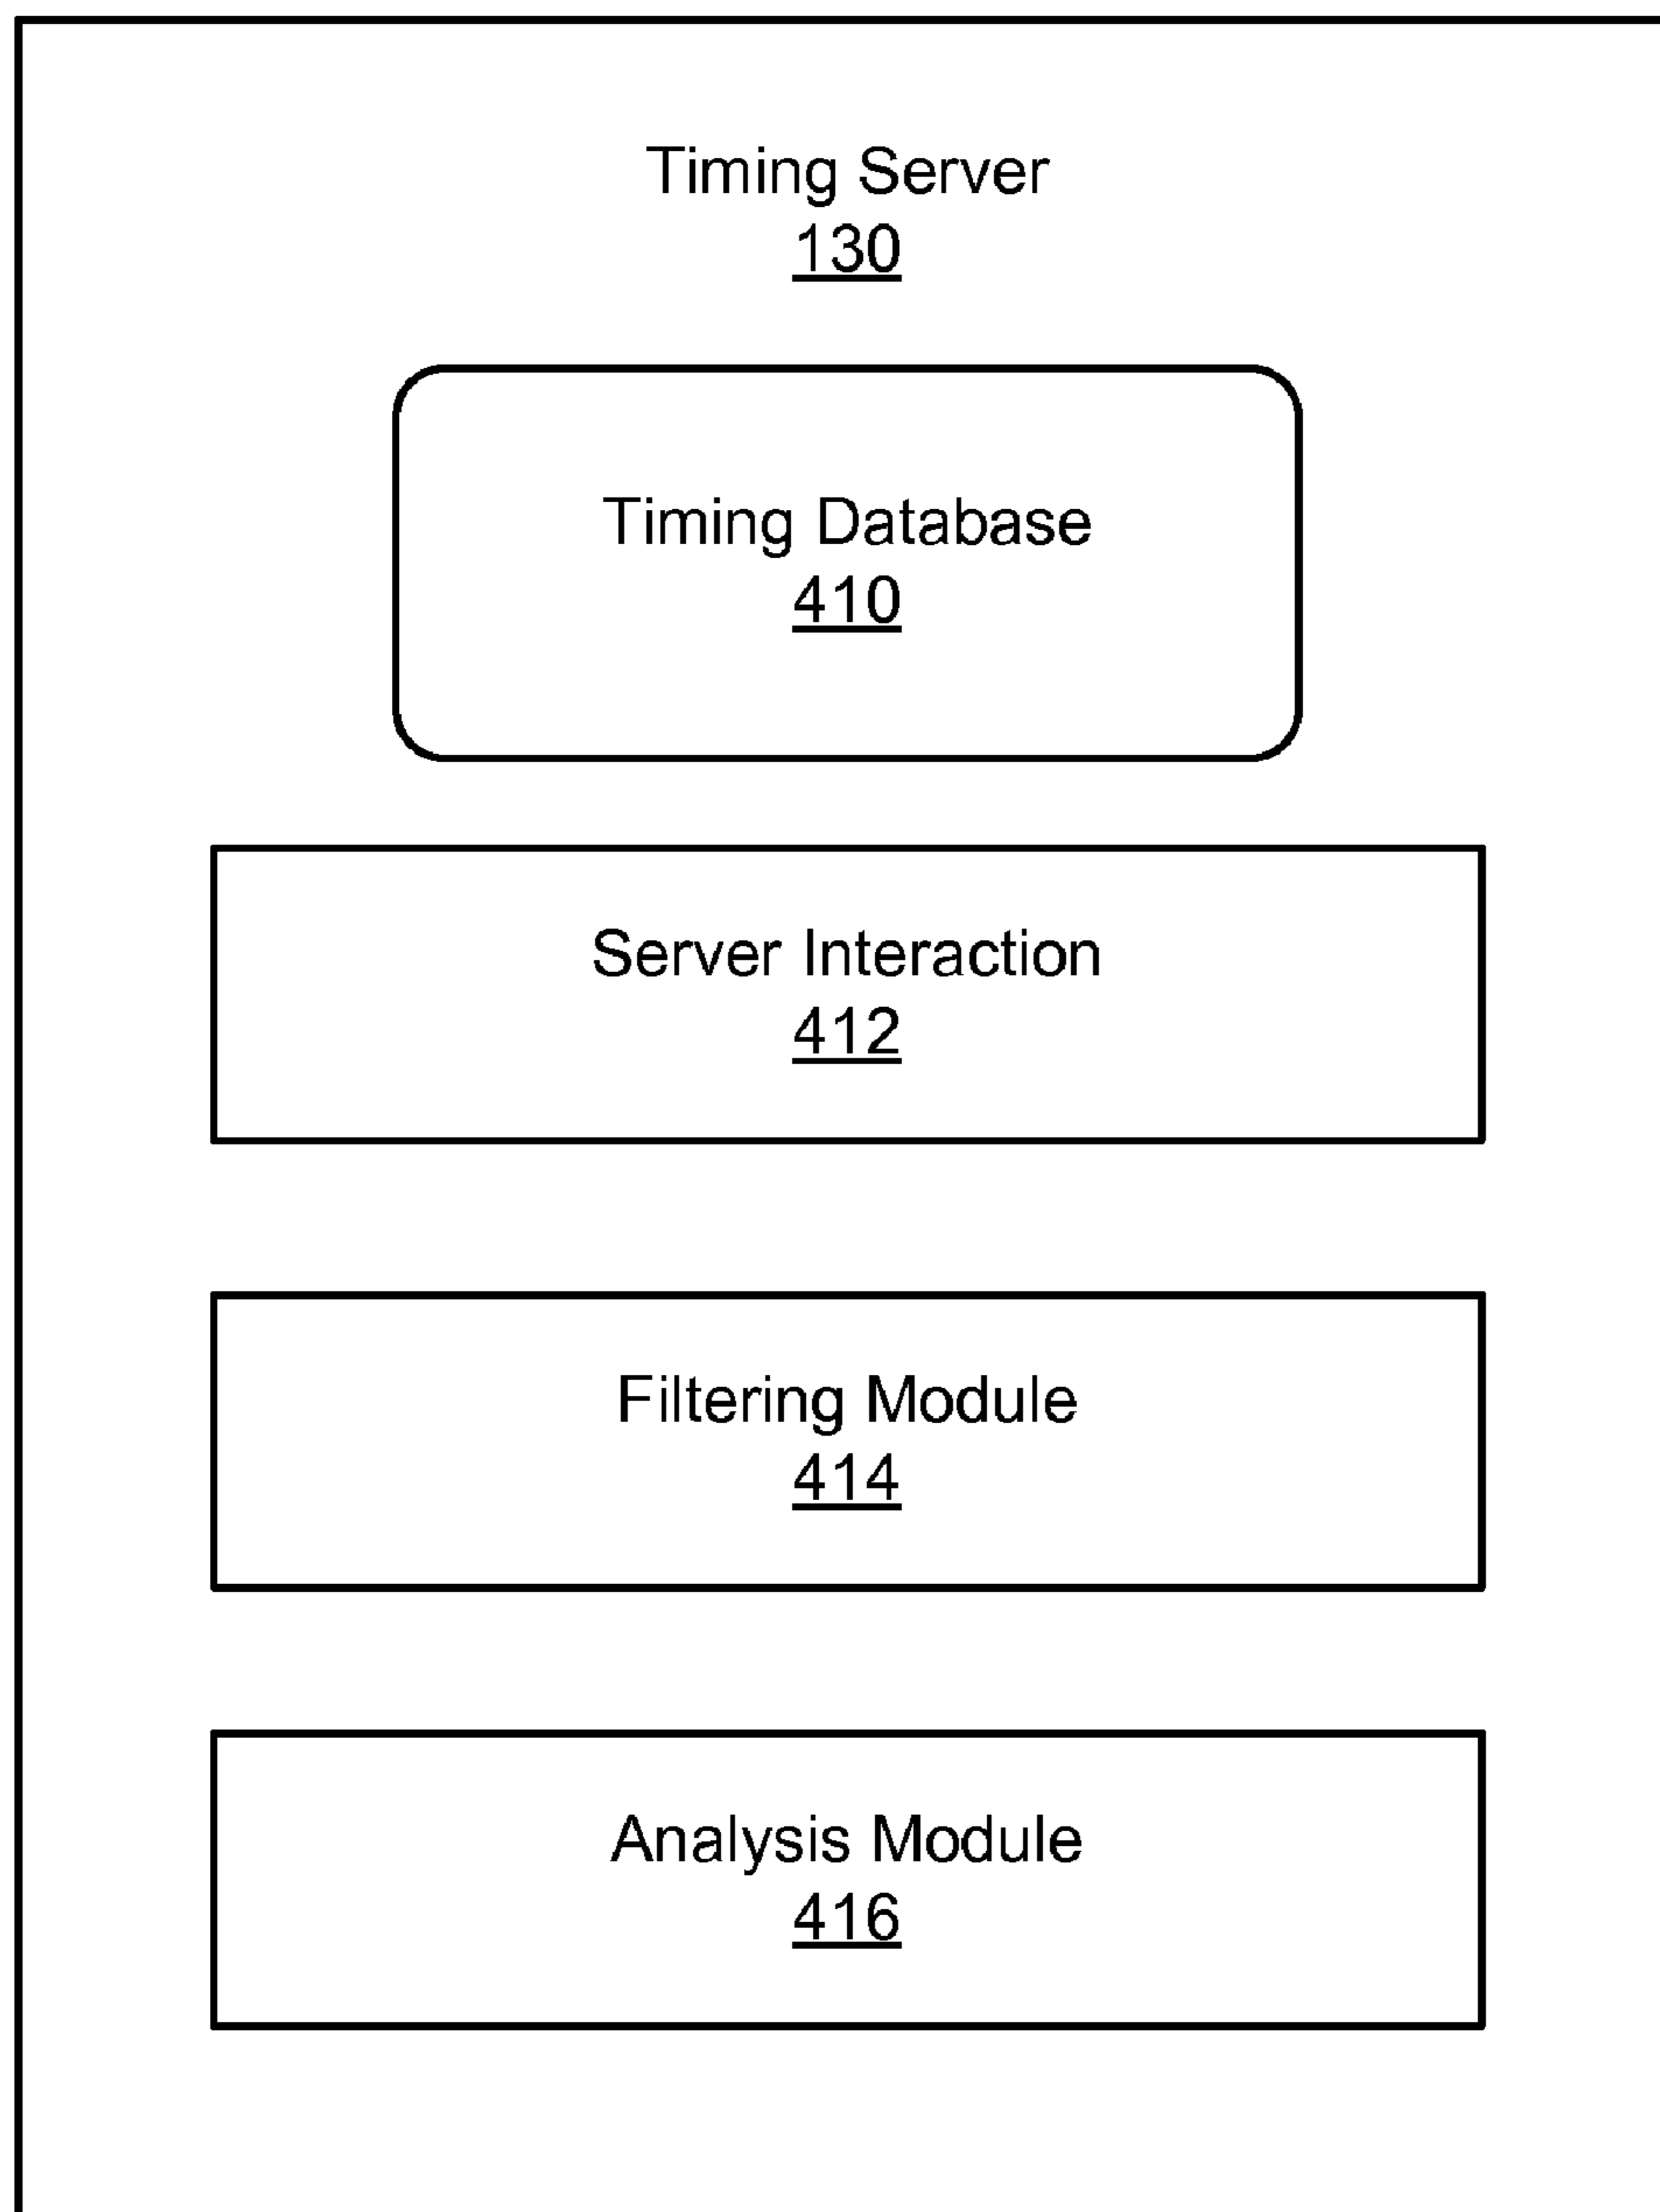 Timing Server
130
Timing Database
410
Server Interaction
412
Filtering Module
414
Analysis Module
416